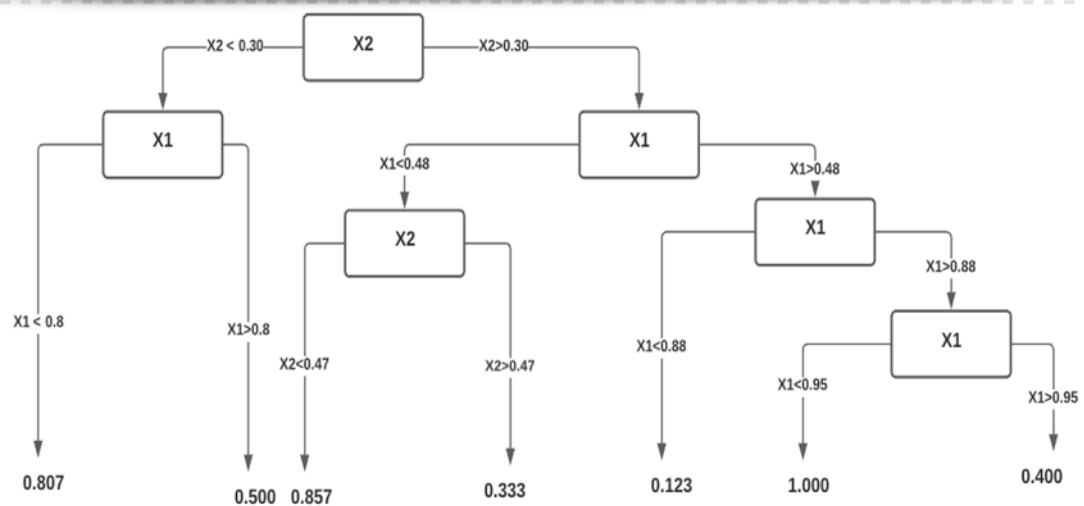 X2
X2 < 0.30
X2>0.30
X1
X1
X1<0.48
X1>0.48
X2
X1
X1>0.88
X1 < 0.8
X1>0.8
X2<0.47
X2>0.47
X1<0.88
X1
X1<0.95
X1>0.95
0.807
0.500
0.857
0.333
0.123
1.000
0.400